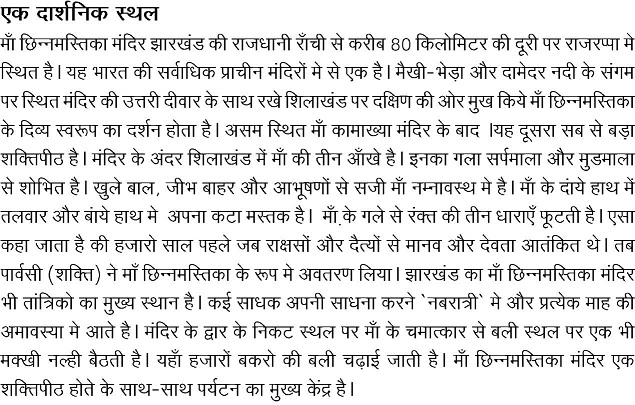 एक दार्शनिक स्थल
माँ छिन्नमस्तिका मंदिर झारखंड की राजधानी राँची से करीब 80 किलोमिटर की दूरी पर राजरप्पा मे
स्थित है। यह भारत की सर्वाधिक प्राचीन मंदिरों मे से एक है। मैखी-भेड़ा और दामेदर नदी के संगम
पर स्थित मंदिर की उत्तरी दीवार के साथ रखे शिलाखंड पर दक्षिण की ओर मुख किये माँ छिन्नमस्तिका
के दिव्य स्वरूप का दर्शन होता है। असम स्थित माँ कामाख्या मंदिर के बाद ।यह दूसरा सब से बड़ा
शक्तिपीठ है। मंदिर के अंदर शिलाखंड में माँ की तीन आँखे है। इनका गला सर्पमाला और मुडमाला
से शोभित है। खुले बाल, जीभ बाहर और आभूषणों से सजी माँ नम्नावस्थ मे है। माँ के दांये हाथ में
तलवार और बांये हाथ मे अपना कटा मस्तक है। माँ.के गले से रंक्त की तीन धाराएँ फूटती है। एसा
कहा जाता है की हजारो साल पहले जब राक्षसों और दैत्यों से मानव और देवता आतंकित थे। तब
पार्वसी (शक्ति) ने माँ छिन्नमस्तिका के रूप मे अवतरण लिया। झारखंड का माँ छिन्नमस्तिका मंदिर
भी तांत्रिको का मुख्य स्थान है। कई साधक अपनी साधना करने `नबरात्री` मे और प्रत्येक माह की
अमावस्या मे आते है। मंदिर के द्वार के निकट स्थल पर माँ के चमात्कार से बली स्थल पर एक भी
मक्खी नल्ही बैठती है। यहाँ हजारों बकरो की बली चढ़ाई जाती है। माँ छिन्नमस्तिका मंदिर एक
शक्तिपीठ होते के साथ-साथ पर्यटन का मुख्य केंद्र है।